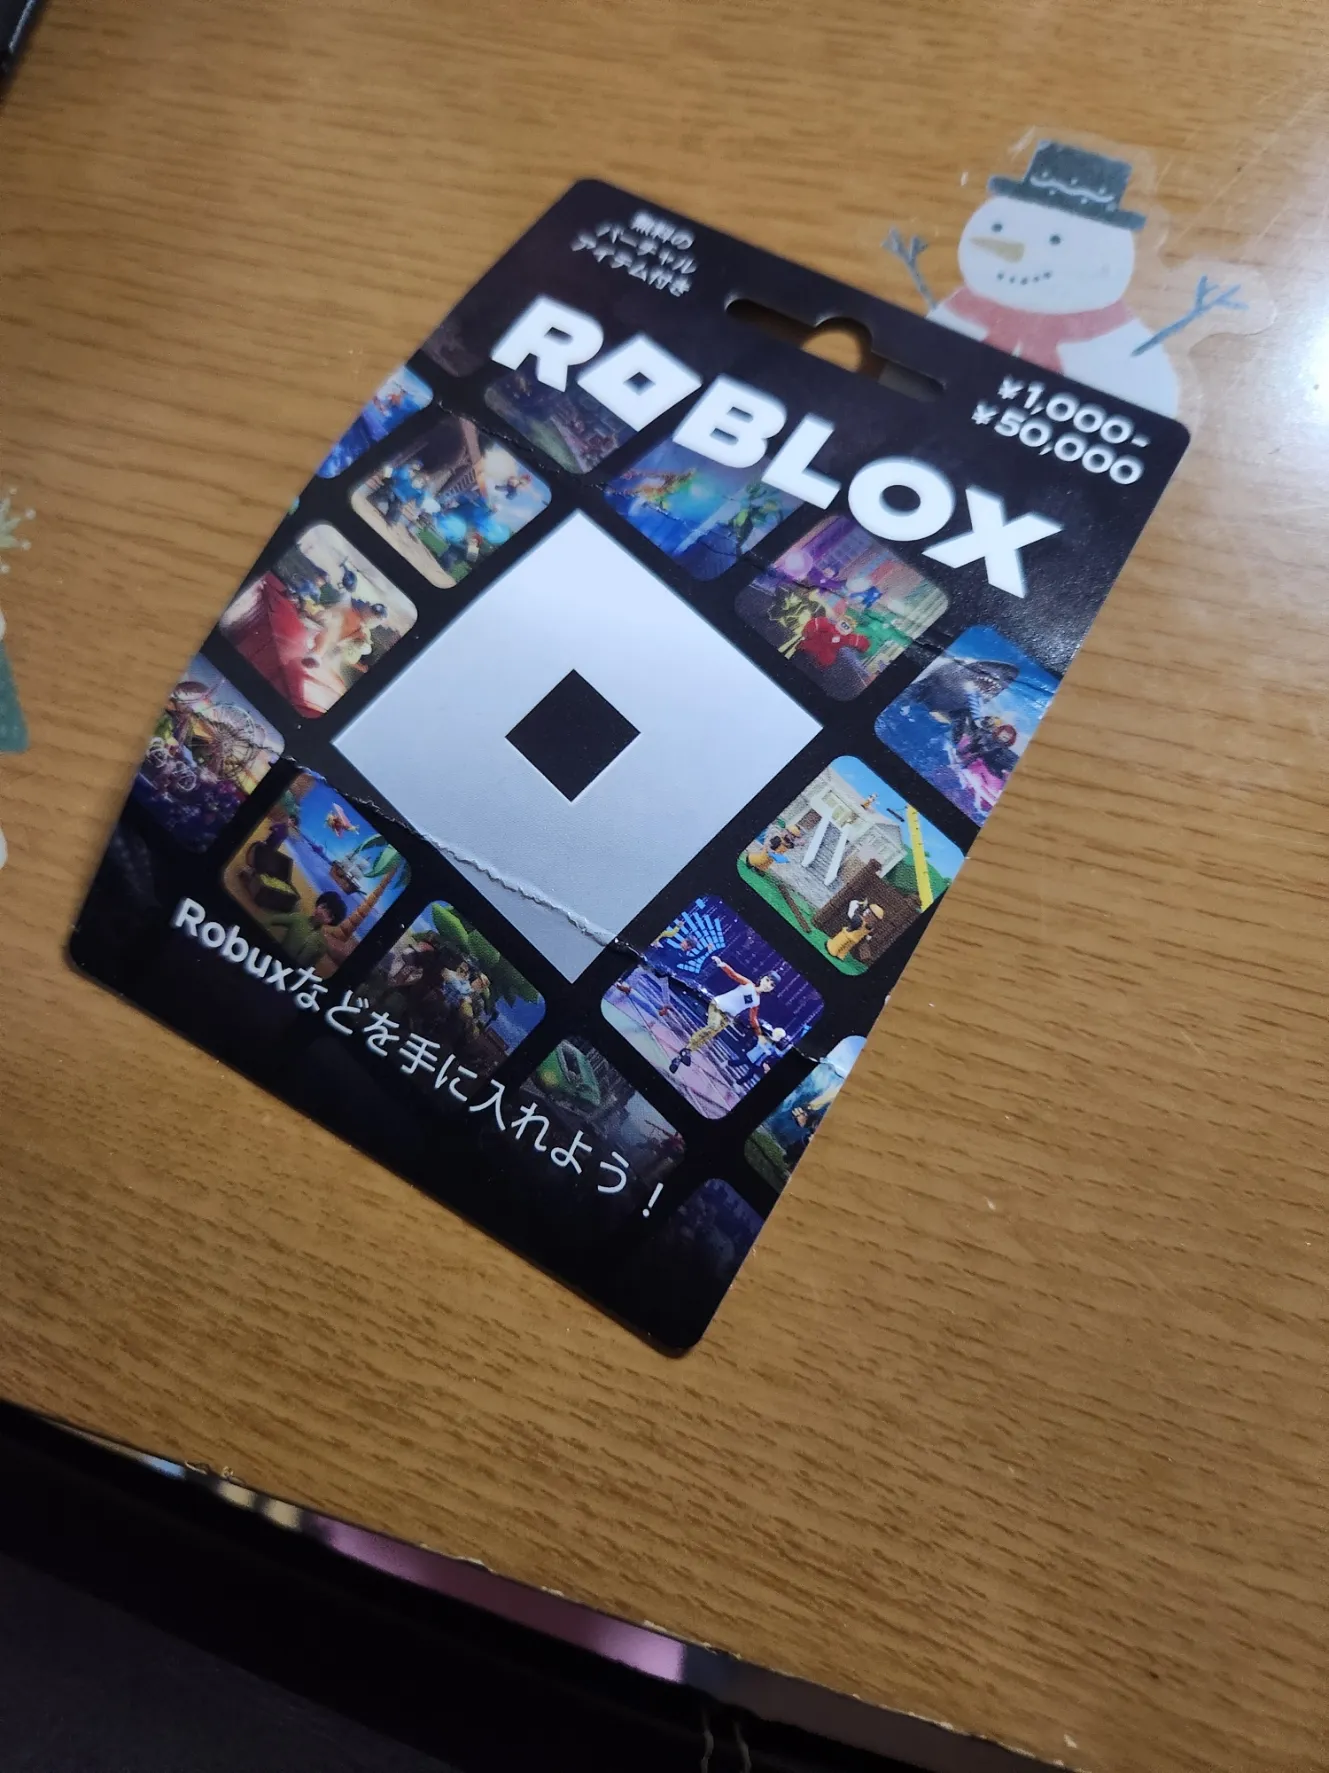 無料の
バーチャル
アイテム付き
¥1,000-
¥50,000
ROBLOX
Robuxなどを手に入れよう！